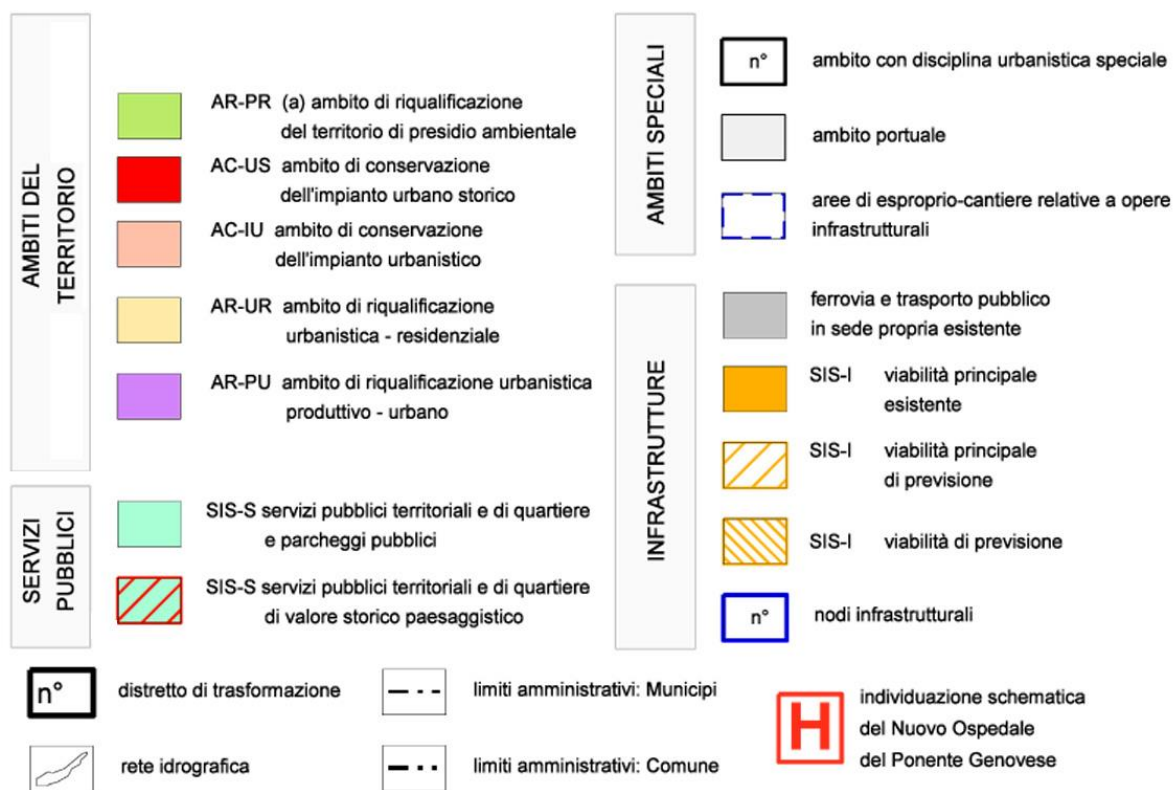 AMBITI DEL
TERRITORIO
AR-PR (a) ambito di riqualificazione
del territorio di presidio ambientale
AC-US ambito di conservazione
dell'impianto urbano storico
AC-IU ambito di conservazione
dell'impianto urbanistico
AR-UR ambito di riqualificazione
urbanistica - residenziale
AR-PU ambito di riqualificazione urbanistica
produttivo - urbano
SERVIZI
PUBBLICI
SIS-S servizi pubblici territoriali e di quartiere
e parcheggi pubblici
SIS-S servizi pubblici territoriali e di quartiere
di valore storico paesaggistico
AMBITI SPECIALI
n° ambito con disciplina urbanistica speciale
ambito portuale
aree di esproprio-cantiere relative a opere
infrastrutturali
INFRASTRUTTURE
ferrovia e trasporto pubblico
in sede propria esistente
SIS-I viabilità principale
esistente
SIS-I viabilità principale
di previsione
SIS-I viabilità di previsione
n° nodi infrastrutturali
n° distretto di trasformazione
rete idrografica
limiti amministrativi: Municipi
limiti amministrativi: Comune
H
individuazione schematica
del Nuovo Ospedale
del Ponente Genovese